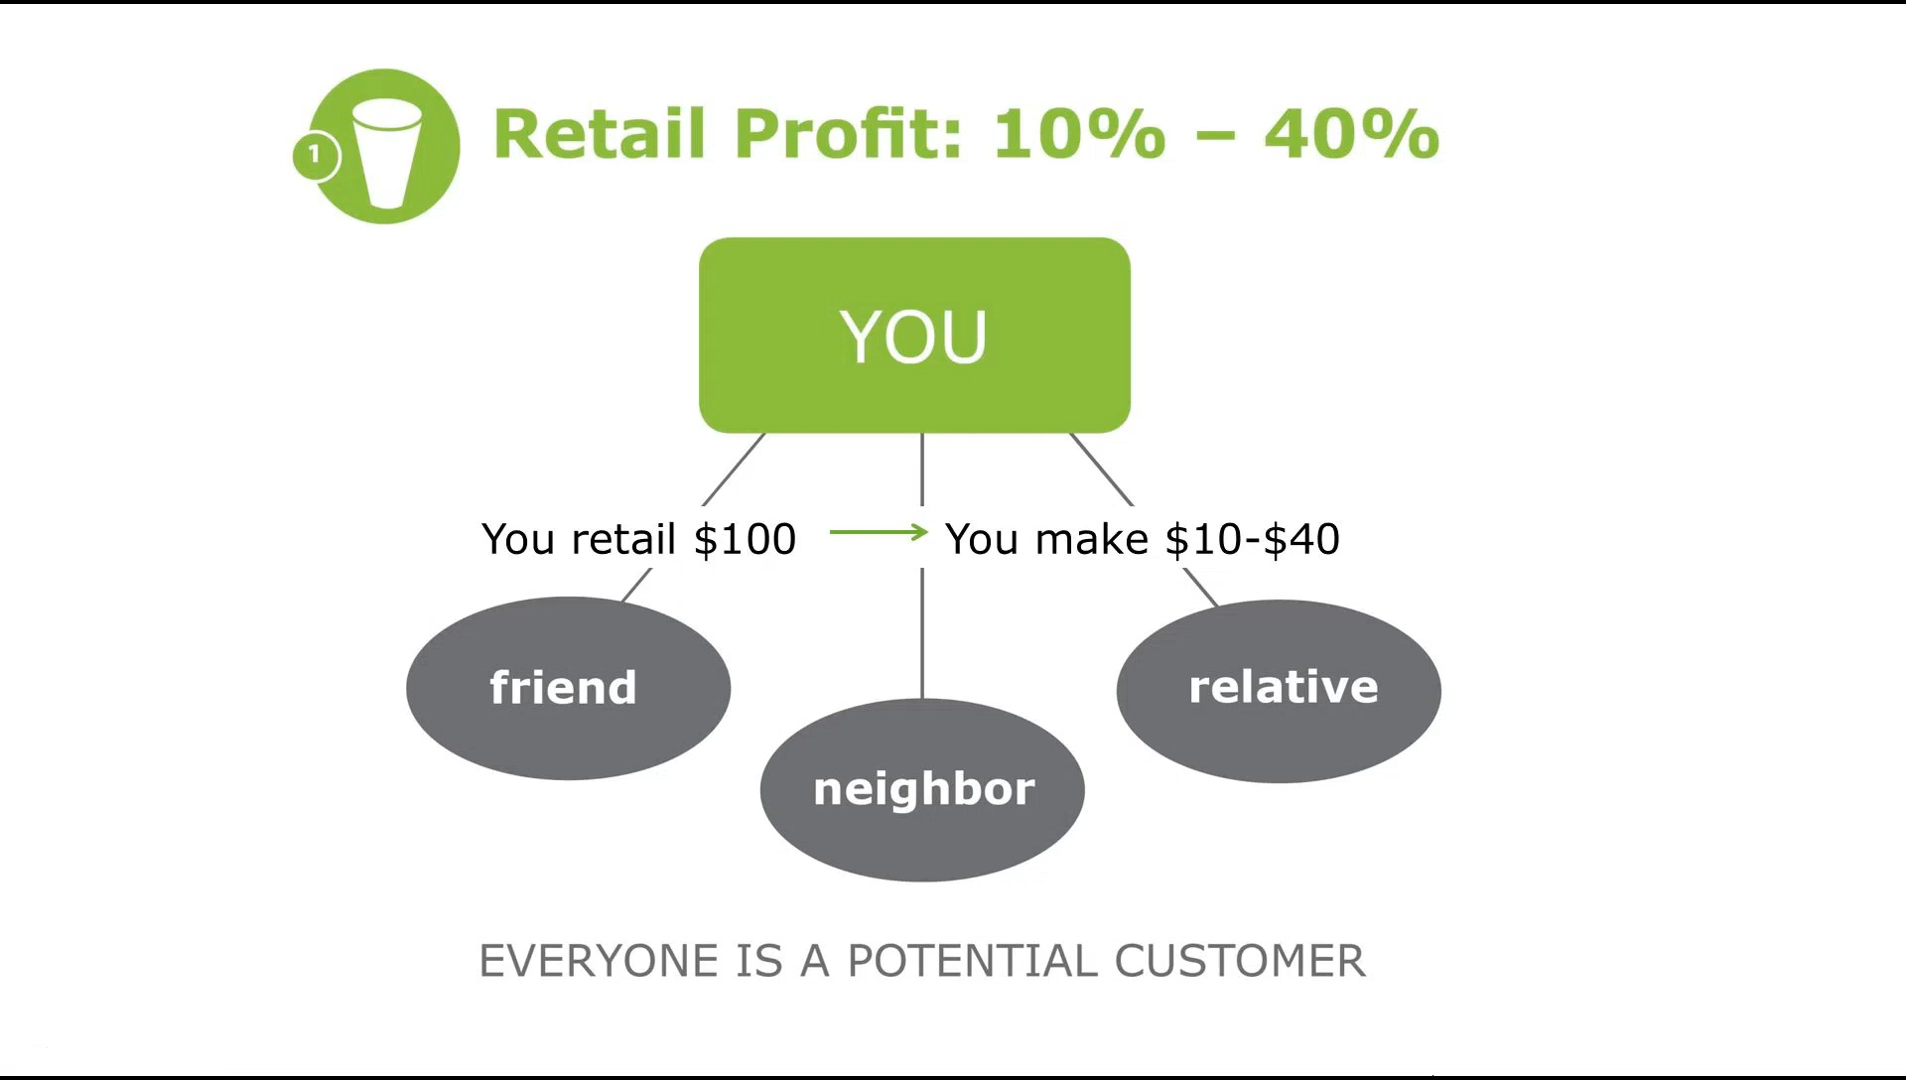 1
Retail Profit: 10% – 40%
YOU
You retail $100
You make $10-$40
friend
neighbor
relative
EVERYONE IS A POTENTIAL CUSTOMER